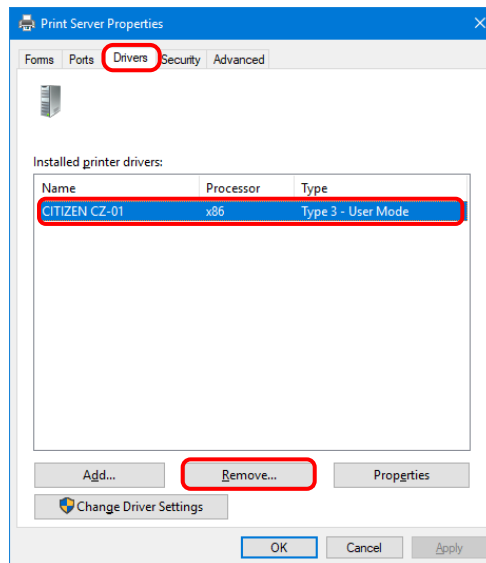 Print Server Properties
Forms Ports Drivers Security Advanced
Installed printer drivers:
Name Processor Type
CITIZEN CZ-01 x86 Type 3 - User Mode
Add... Remove... Properties
Change Driver Settings
OK Cancel Apply